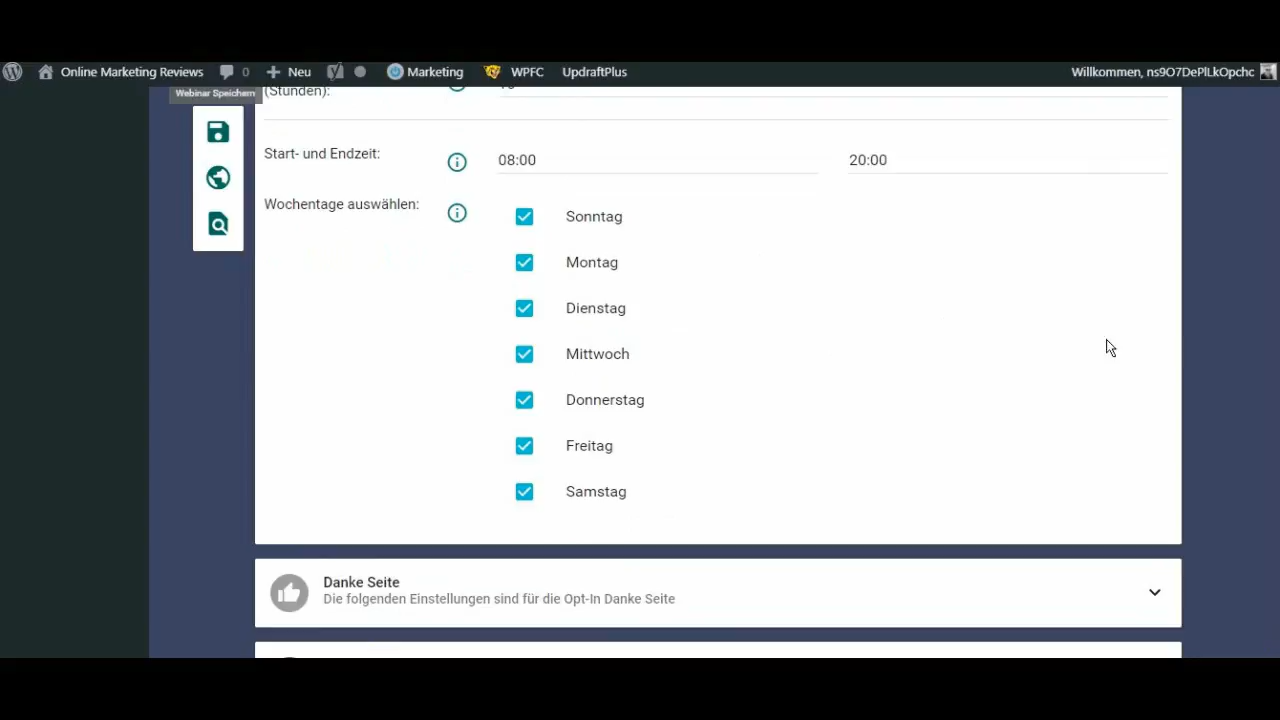 Online Marketing Reviews 0 Neu Marketing WPFC UpdraftPlus Willkommen, ns9O7DePlLkOpchc
Webinar Speichern
(Stunden):
Start- und Endzeit: 08:00 20:00
Wochentage auswählen:
Sonntag
Montag
Dienstag
Mittwoch
Donnerstag
Freitag
Samstag
Danke Seite
Die folgenden Einstellungen sind für die Opt-In Danke Seite